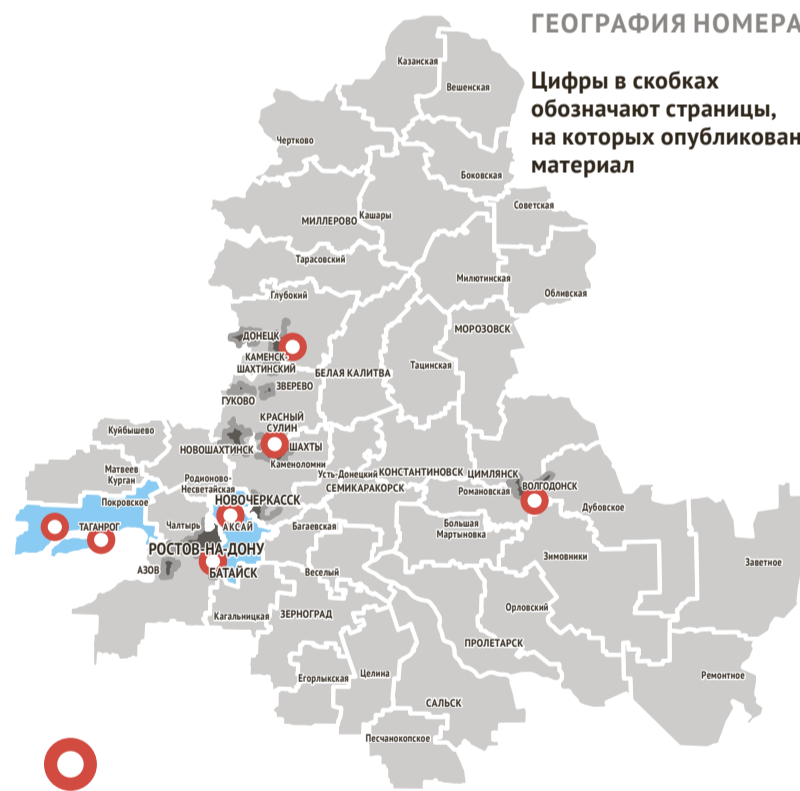 ГЕОГРАФИЯ НОМЕРА
Цифры в скобках
обозначают страницы,
на которых опубликован
материал
Казанская
Вешенская
Чертково
Боковская
Советская
МИЛЛЕРОВО
Кашары
Тарасовский
Милютинская
Обливская
Глубокий
МОРОЗОВСК
ДОНЕЦК
КАМЕНСК-
ШАХТИНСКИЙ
Тацинская
БЕЛАЯ КАЛИТВА
ЗВЕРЕВО
ГУКОВО
КРАСНЫЙ
СУЛИН
Куйбышево
НОВОШАХТИНСК
ШАХТЫ
Каменоломни
Матвеев
Курган
Родионово-
Несветайская
Усть-Донецкий
КОНСТАНТИНОВСК
ЦИМЛЯНСК
СЕМИКАРАКОРСК
Романовская
ВОЛГОДОНСК
Покровское
НОВОЧЕРКАССК
Дубовское
ТАГАНРОГ
Чалтырь
АКСАЙ
Багаевская
Большая
Мартыновка
РОСТОВ-НА-ДОНУ
Зимовники
Заветное
АЗОВ
БАТАЙСК
Веселый
Кагальницкая
ЗЕРНОГРАД
Орловский
ПРОЛЕТАРСК
Егорлыкская
Целина
Ремонтное
САЛЬСК
Песчанокопское